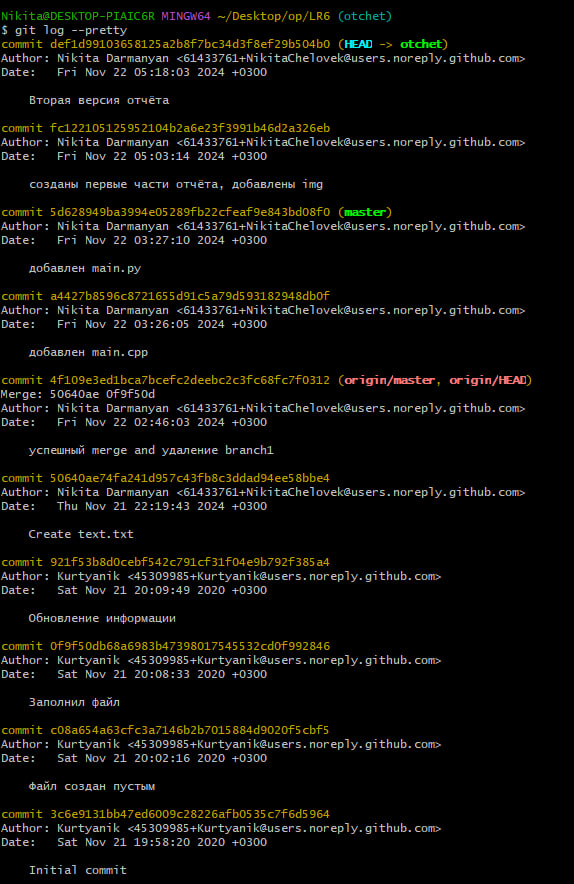 Nikita@DESKTOP-PIAIC6R MINGW64 ~/Desktop/op/LR6 (otchet)
$ git log --pretty
commit def1d99103658125a2b8f7bc34d3f8ef29b504b0 (HEAD -> otchet)
Author: Nikita Darmanyan <61433761+NikitaChelovek@users.noreply.github.com>
Date:   Fri Nov 22 05:18:03 2024 +0300

    Вторая версия отчёта

commit fc122105125952104b2a6e23f3991b46d2a326eb
Author: Nikita Darmanyan <61433761+NikitaChelovek@users.noreply.github.com>
Date:   Fri Nov 22 05:03:14 2024 +0300

    созданы первые части отчёта, добавлены img

commit 5d628949ba3994e05289fb22cfeaf9e843bd08f0 (master)
Author: Nikita Darmanyan <61433761+NikitaChelovek@users.noreply.github.com>
Date:   Fri Nov 22 03:27:10 2024 +0300

    добавлен main.py

commit a4427b8596c8721655d91c5a79d593182948db0f
Author: Nikita Darmanyan <61433761+NikitaChelovek@users.noreply.github.com>
Date:   Fri Nov 22 03:26:05 2024 +0300

    добавлен main.cpp

commit 4f109e3ed1bca7bcefc2deebc2c3fc68fc7f0312 (origin/master, origin/HEAD)
Merge: 50640ae 0f9f50d
Author: Nikita Darmanyan <61433761+NikitaChelovek@users.noreply.github.com>
Date:   Fri Nov 22 02:46:03 2024 +0300

    успешный merge and удаление branch1

commit 50640ae74fa241d957c43fb8c3ddad94ee58bbe4
Author: Nikita Darmanyan <61433761+NikitaChelovek@users.noreply.github.com>
Date:   Thu Nov 21 22:19:43 2024 +0300

    Create text.txt

commit 921f53b8d0cebf542c791cf31f04e9b792f385a4
Author: Kurtyanik <45309985+Kurtyanik@users.noreply.github.com>
Date:   Sat Nov 21 20:09:49 2020 +0300

    Обновление информации

commit 0f9f50db68a6983b47398017545532cd0f992846
Author: Kurtyanik <45309985+Kurtyanik@users.noreply.github.com>
Date:   Sat Nov 21 20:08:33 2020 +0300

    Заполнил файл

commit c08a654a63cfc3a7146b2b7015884d9020f5cbf5
Author: Kurtyanik <45309985+Kurtyanik@users.noreply.github.com>
Date:   Sat Nov 21 20:02:16 2020 +0300

    Файл создан пустым

commit 3c6e9131bb47ed6009c28226afb0535c7f6d5964
Author: Kurtyanik <45309985+Kurtyanik@users.noreply.github.com>
Date:   Sat Nov 21 19:58:20 2020 +0300

    Initial commit